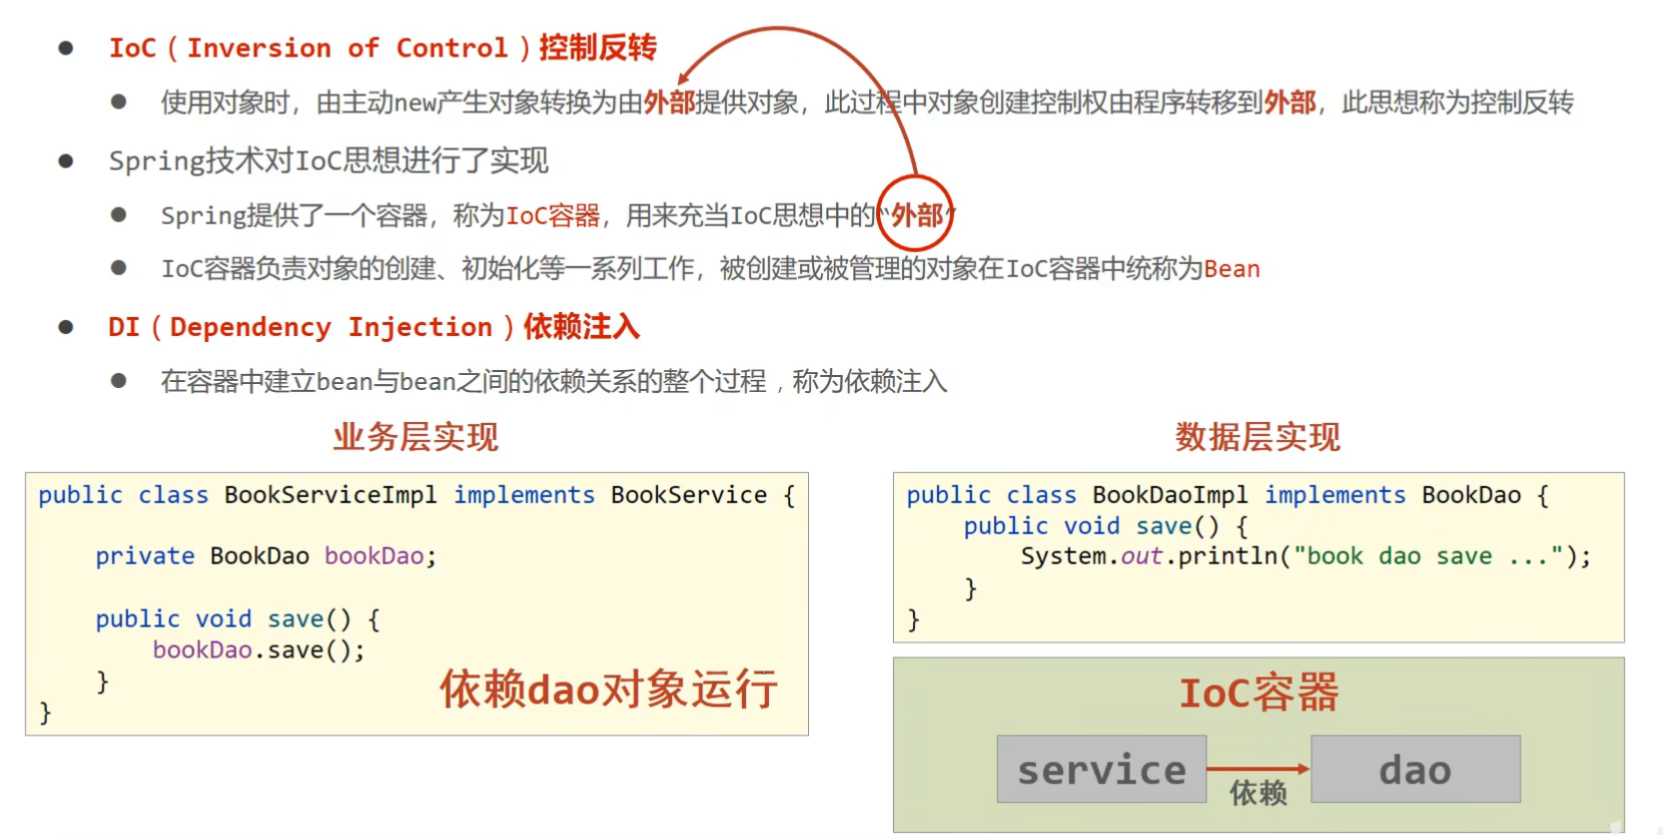 ● IoC（Inversion of Control）控制反转
● 使用对象时，由主动new产生对象转换为由外部提供对象，此过程中对象创建控制权由程序转移到外部，此思想称为控制反转
● Spring技术对IoC思想进行了实现
● Spring提供了一个容器，称为IoC容器，用来充当IoC思想中的“外部”
● IoC容器负责对象的创建、初始化等一系列工作，被创建或被管理的对象在IoC容器中统称为Bean
● DI（Dependency Injection）依赖注入
● 在容器中建立bean与bean之间的依赖关系的整个过程，称为依赖注入
业务层实现
public class BookServiceImpl implements BookService {
private BookDao bookDao;
public void save() {
bookDao.save();
}
}
依赖dao对象运行
数据层实现
public class BookDaoImpl implements BookDao {
public void save() {
System.out.println("book dao save ...");
}
}
IoC容器
service
依赖
dao